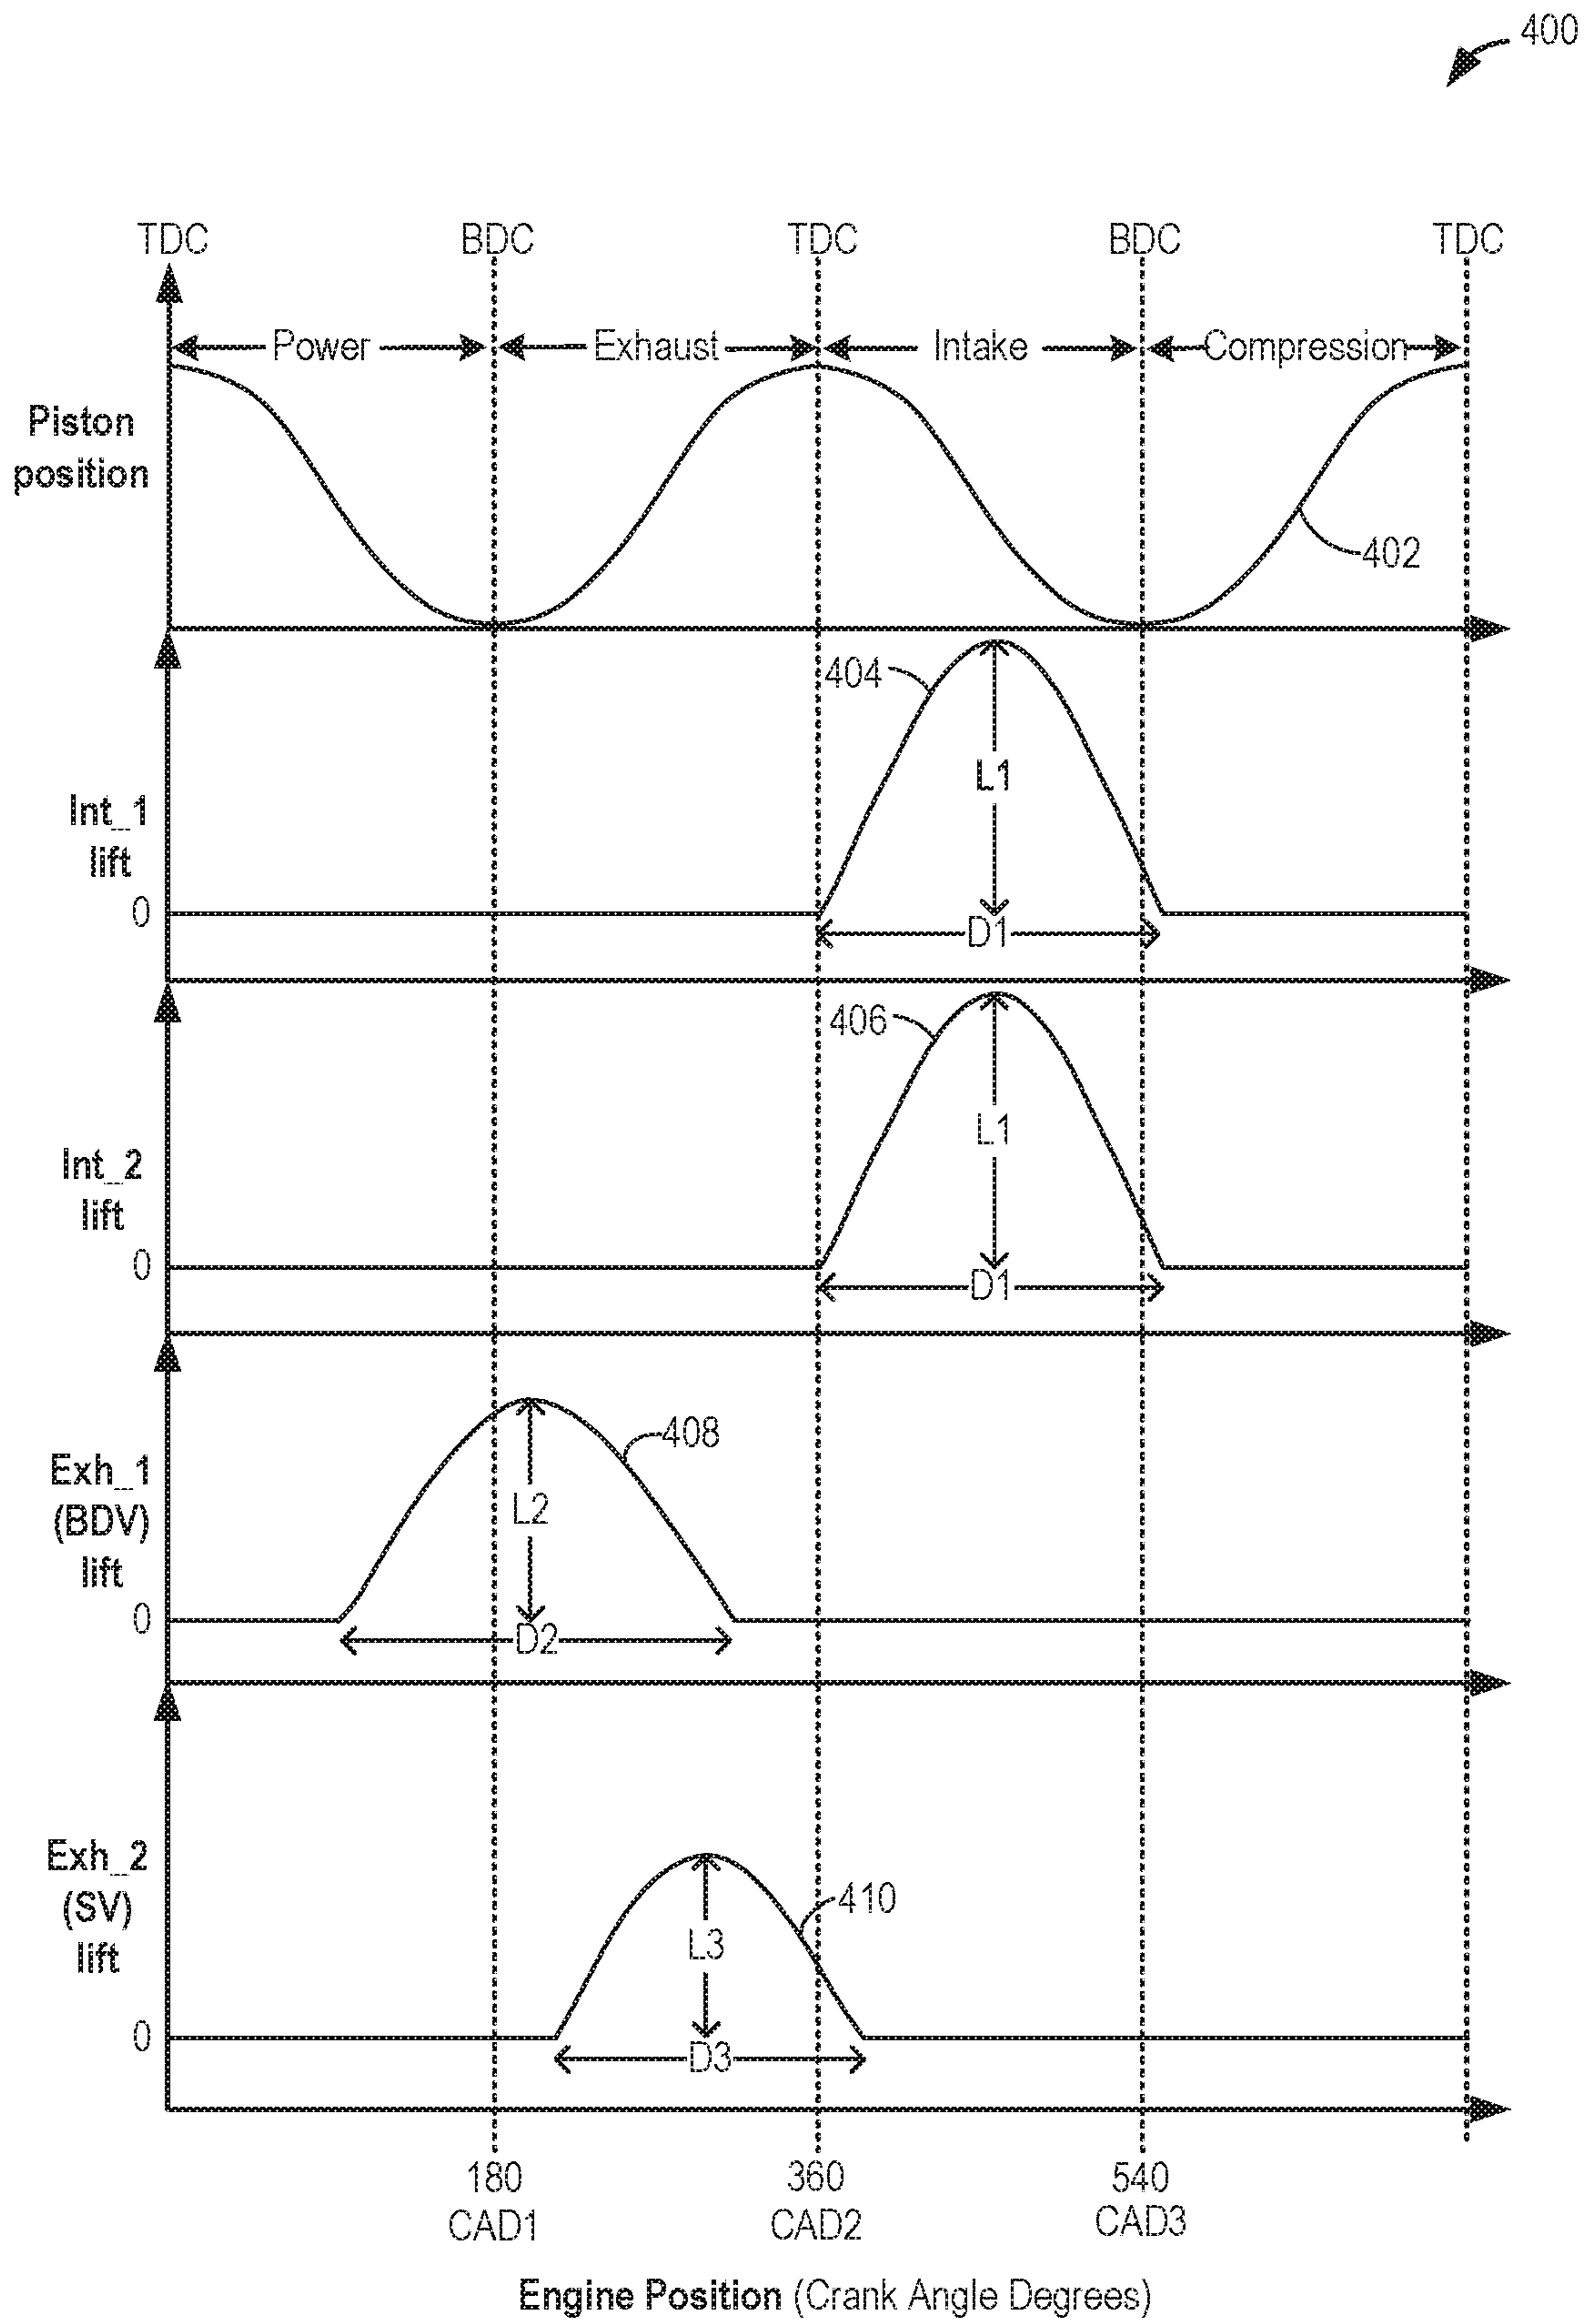 400
TDC BDC TDC BDC TDC
Power Exhaust Intake Compression
Piston
position
402
404
L1
Int_1
lift
0
D1
406
L1
Int_2
lift
0
D1
408
Exh_1
(BDV)
lift
L2
0
D2
Exh_2
(SV)
lift
410
L3
0
D3
180 360 540
CAD1 CAD2 CAD3
Engine Position (Crank Angle Degrees)